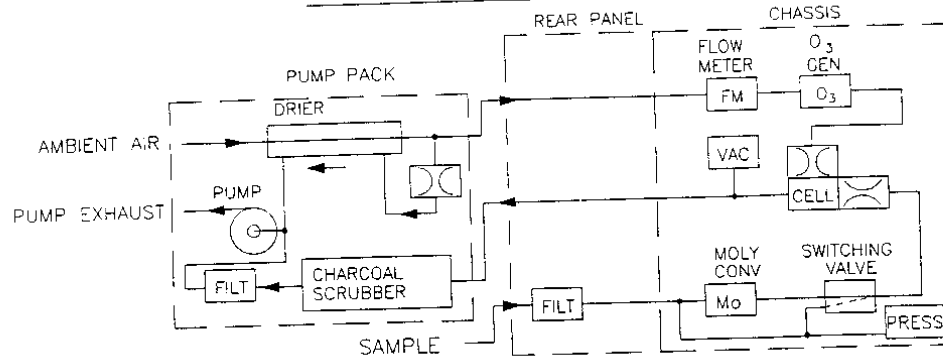 REAR PANEL
CHASSIS
FLOW
METER
O3
GEN
PUMP PACK
FM
O3
DRIER
AMBIENT AIR
VAC
PUMP
PUMP EXHAUST
CELL
MOLY
CONV
SWITCHING
VALVE
FILT
CHARCOAL
SCRUBBER
FILT
Mo
PRESS
SAMPLE